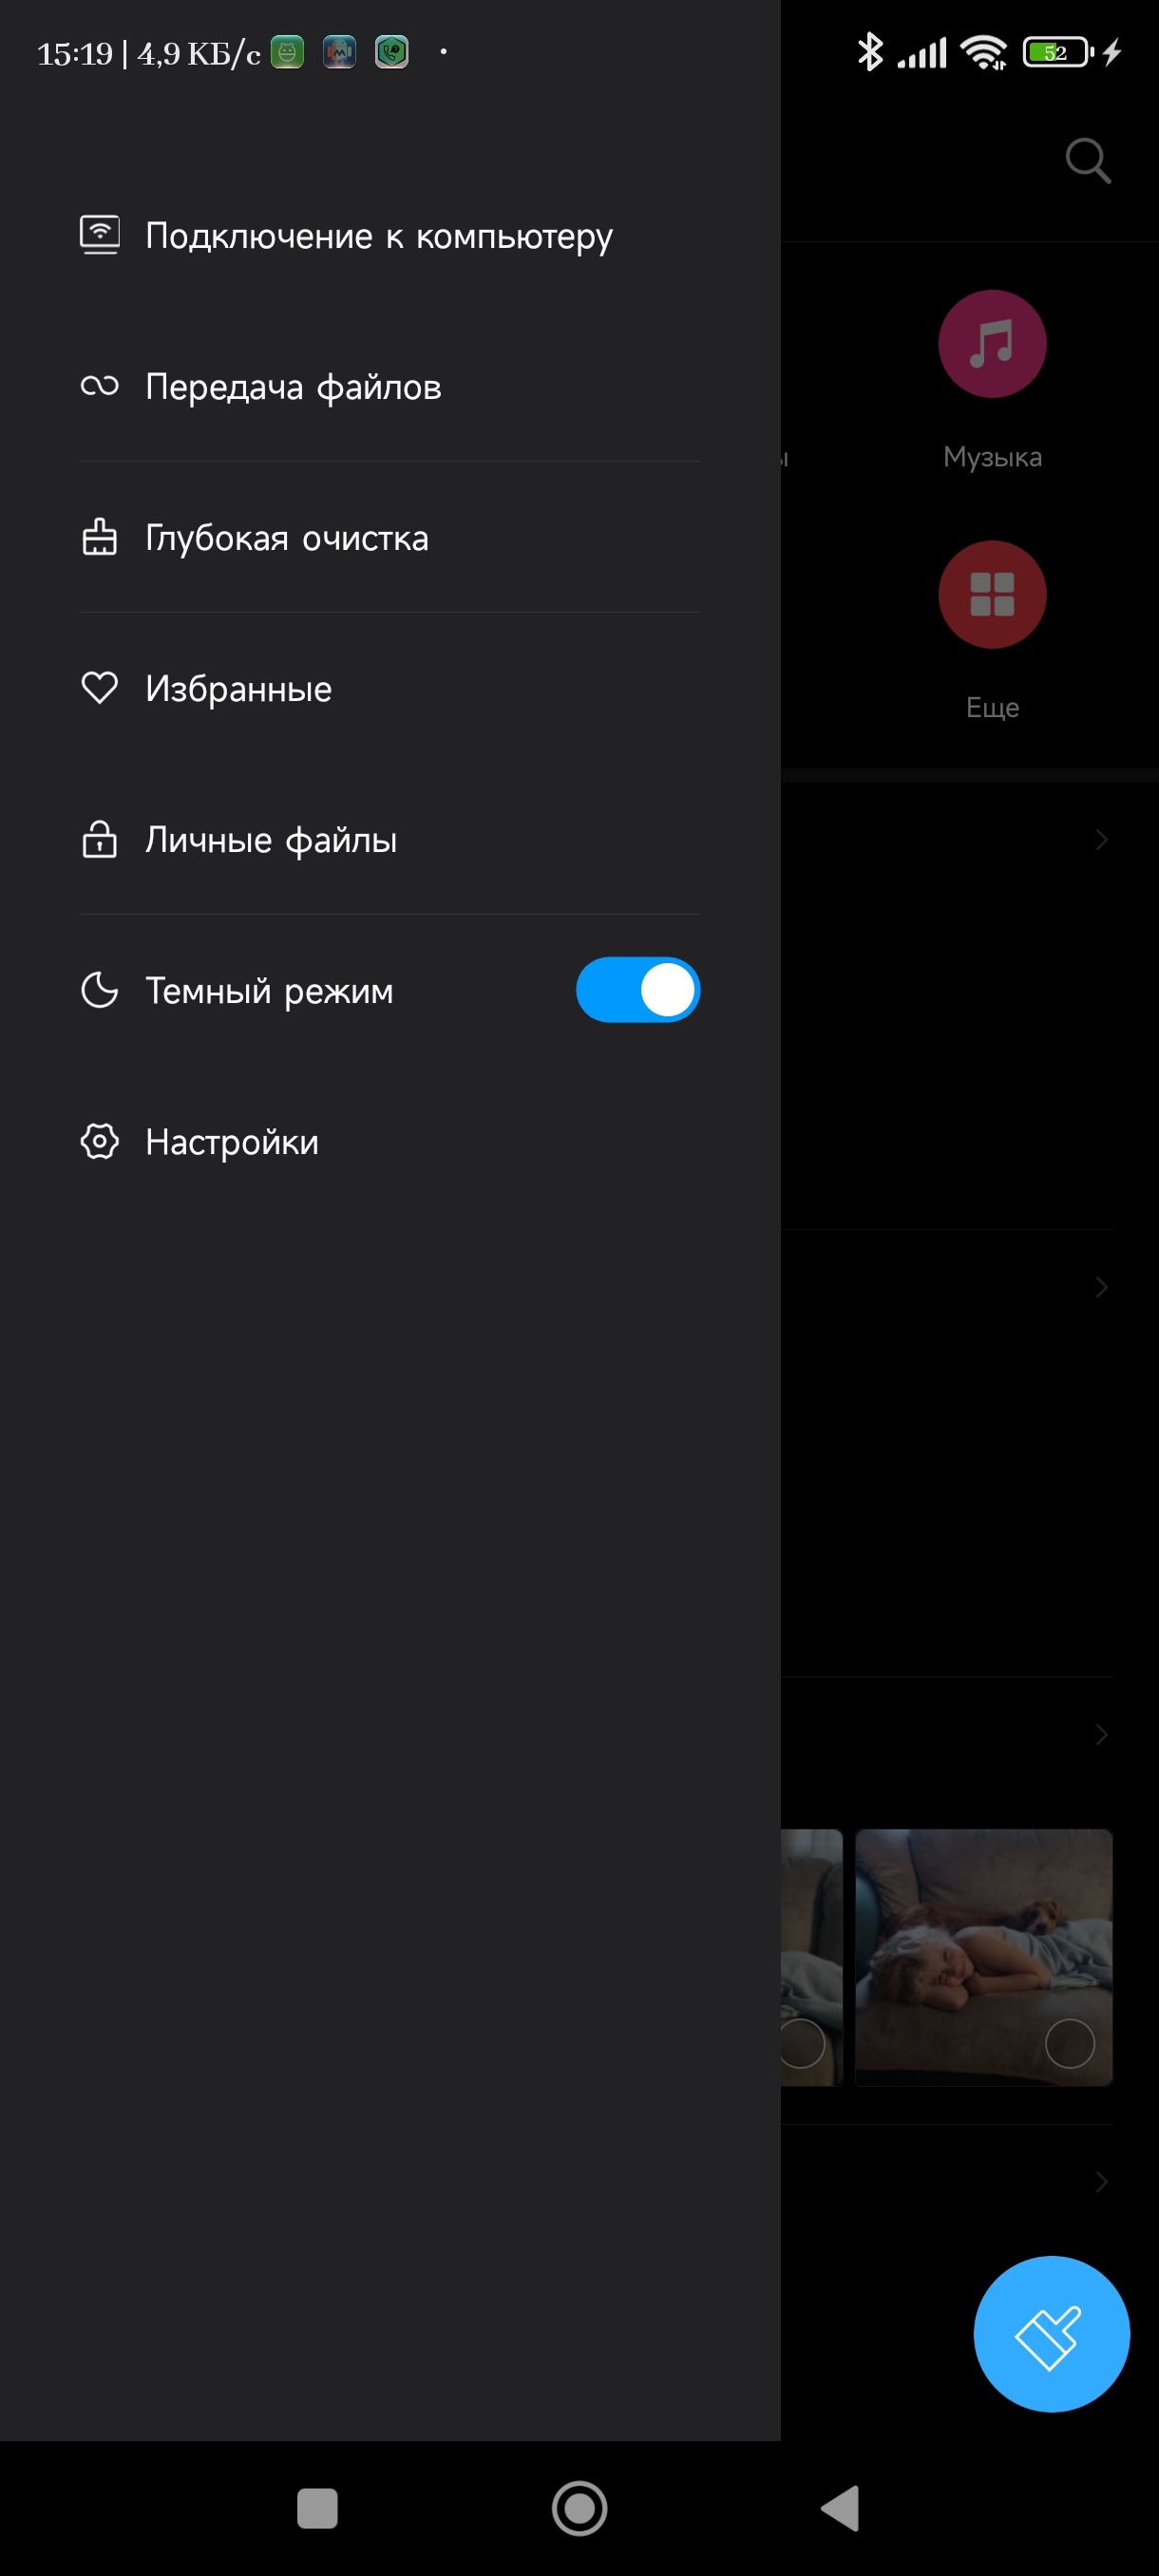 15:19 | 4,9 КБ/с
52
Подключение к компьютеру
Передача файлов
Музыка
Глубокая очистка
Избранные
Еще
Личные файлы
Темный режим
Настройки